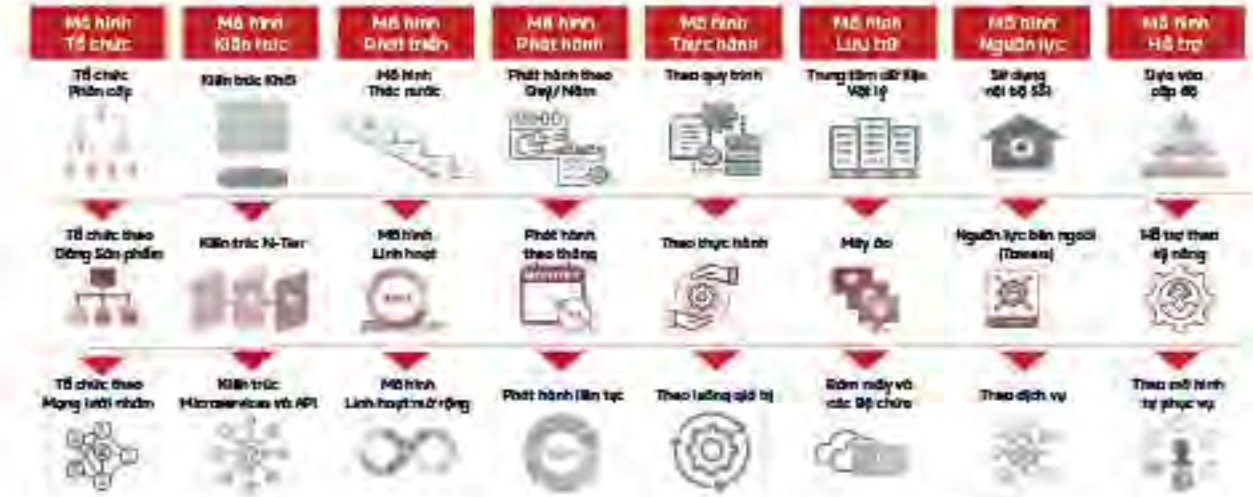 Mô hình
Tổ chức
Mô hình
Kiến trúc
Mô hình
Phát triển
Mô hình
Phát hành
Mô hình
Thực hành
Mô hình
Lưu trữ
Mô hình
Nguồn lực
Mô hình
Hỗ trợ
Tổ chức
Phân cấp
Kiến trúc Khối
Mô hình
Thác nước
Phát hành theo
Quý/Năm
Theo quy trình
Trung tâm dữ liệu
Vật lý
Sử dụng
nội bộ
Dựa vào
cấp độ
Tổ chức theo
Dòng Sản phẩm
Kiến trúc N-Tier
Mô hình
Linh hoạt
Phát hành
theo tháng
Theo thực hành
Máy ảo
Nguồn lực bên ngoài
Hỗ trợ theo
kỹ năng
Tổ chức theo
Mạng lưới nhóm
Kiến trúc
Microservices và API
Mô hình
Linh hoạt mở rộng
Phát hành liên tục
Theo luồng giá trị
Đám mây và
các Bộ chứa
Theo dịch vụ
Theo mô hình
tự phục vụ